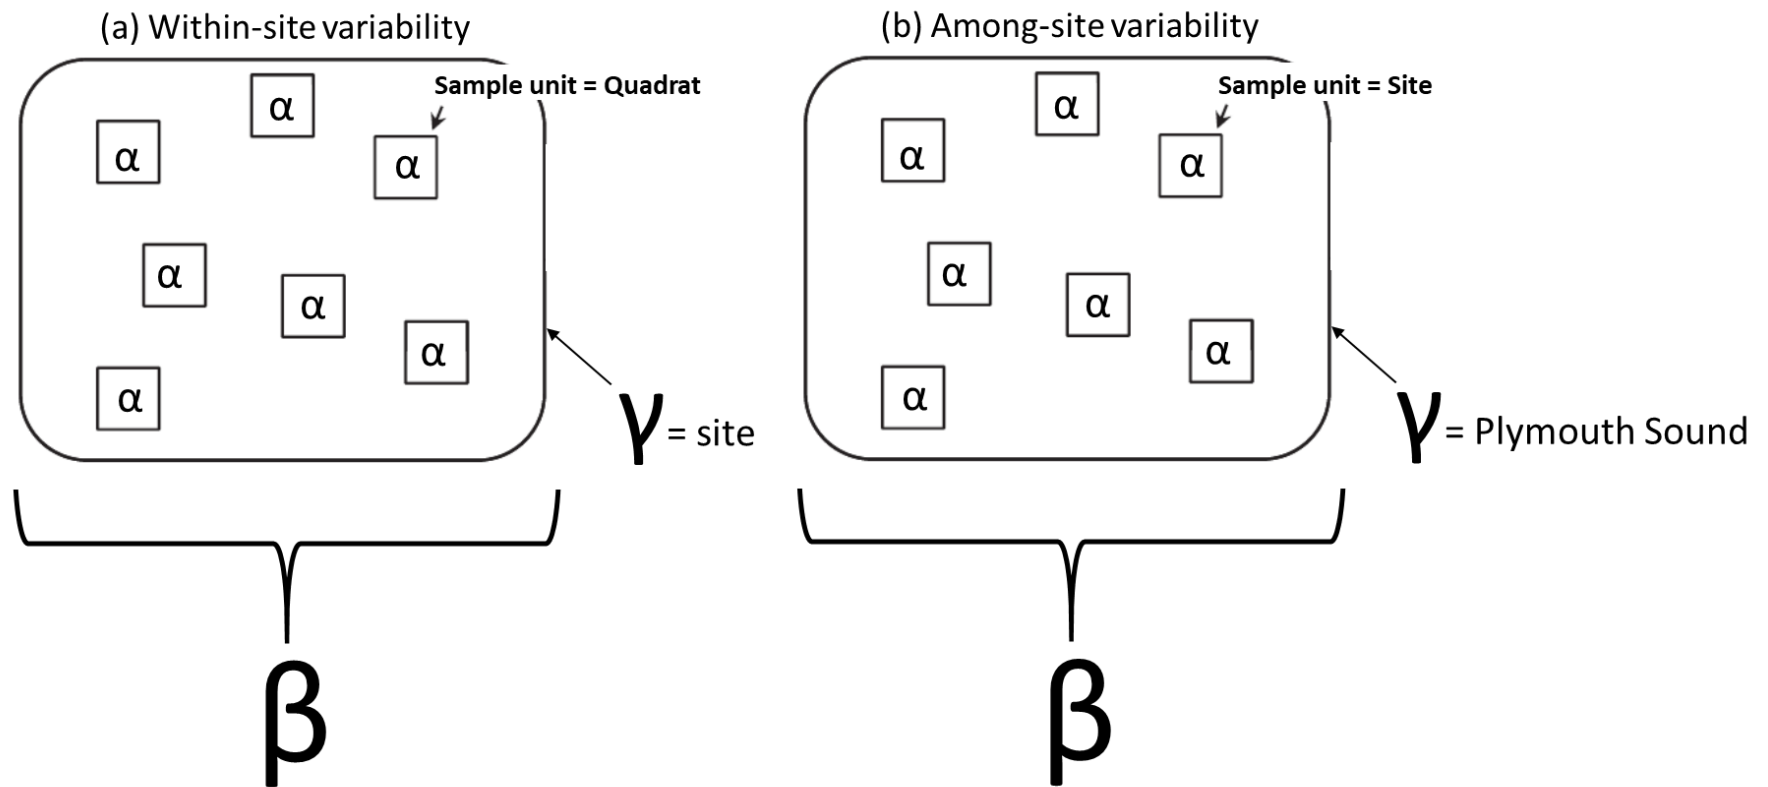 (a) Within-site variability
Sample unit = Quadrat
α
α
α
α
α
α
α
γ = site
β
(b) Among-site variability
Sample unit = Site
α
α
α
α
α
α
α
γ = Plymouth Sound
β